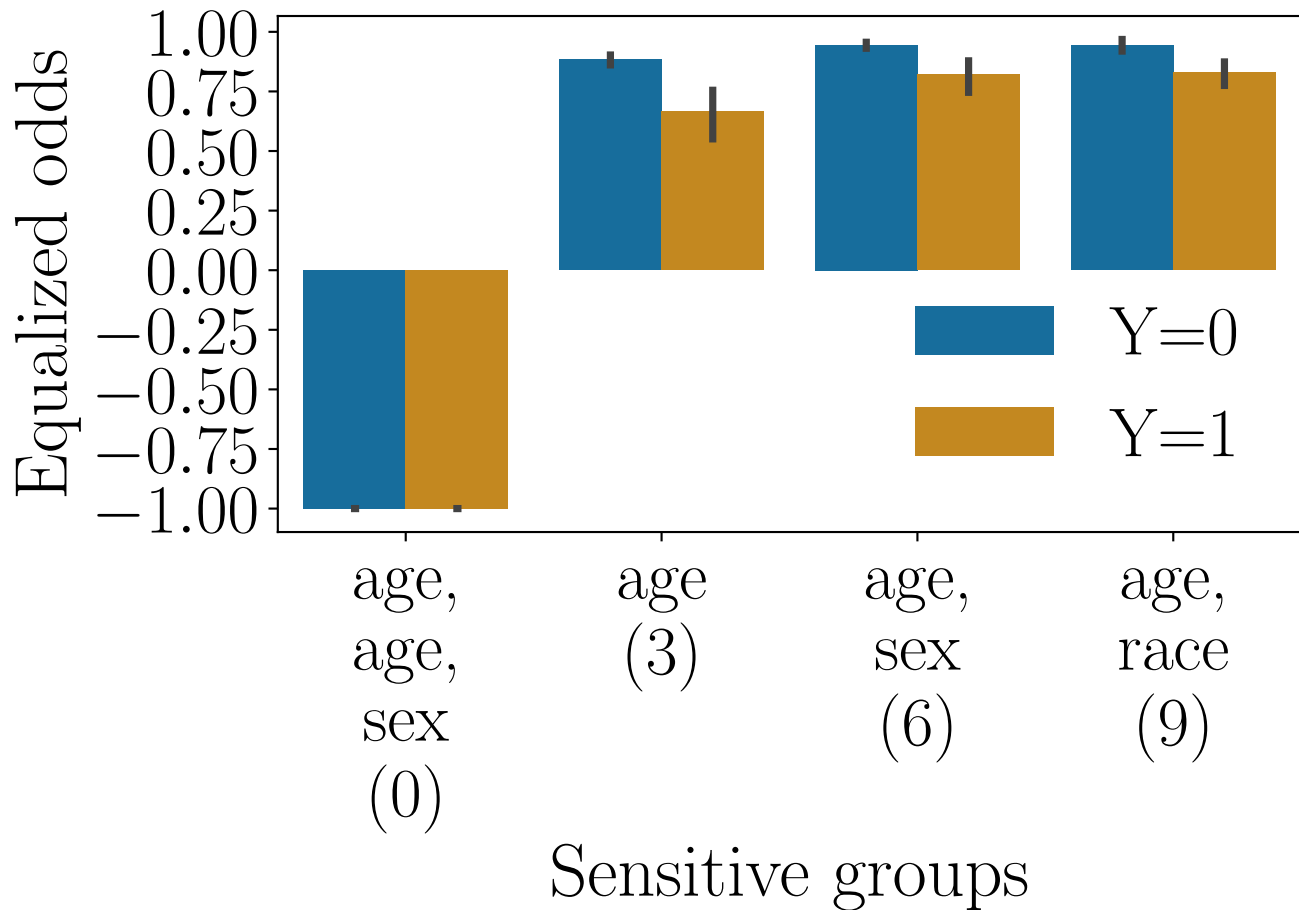 Equalized odds
1.00
0.75
0.50
0.25
0.00
−0.25
−0.50
−0.75
−1.00
Y=0
Y=1
age,
age,
sex
(0)
age
(3)
age,
sex
(6)
age,
race
(9)
Sensitive groups